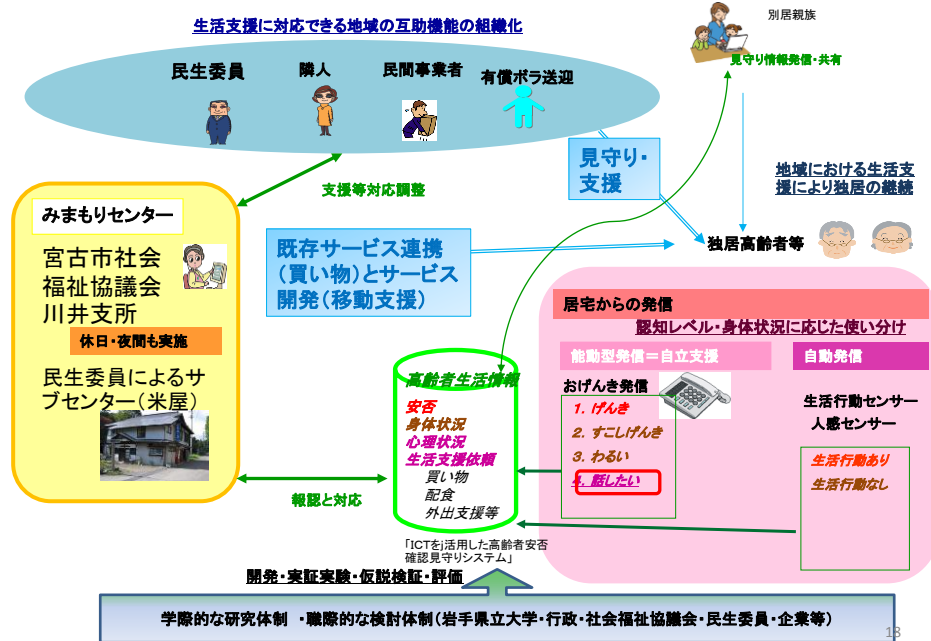 生活支援に対応できる地域の互助機能の組織化
別居親族
見守り情報発信・共有
民生委員
隣人
民間事業者
有償ボラ送迎
見守り・
支援
地域における生活支
援により独居の継続
支援等対応調整
みまもりセンター
宮古市社会
福祉協議会
川井支所
休日・夜間も実施
民生委員によるサ
ブセンター(米屋)
既存サービス連携
(買い物)とサービス
開発(移動支援)
独居高齢者等
居宅からの発信
認知レベル・身体状況に応じた使い分け
能動型発信=自立支援
自動発信
おげんき発信
1. げんき
2. すこしげんき
3. わるい
4. 話したい
生活行動センサー
人感センサー
生活行動あり
生活行動なし
高齢者生活情報
安否
身体状況
心理状況
生活支援依頼
買い物
配食
外出支援等
報認と対応
「ICTをj活用した高齢者安否
確認見守りシステム」
開発・実証実験・仮説検証・評価
学際的な研究体制 ・職際的な検討体制(岩手県立大学・行政・社会福祉協議会・民生委員・企業等)
13